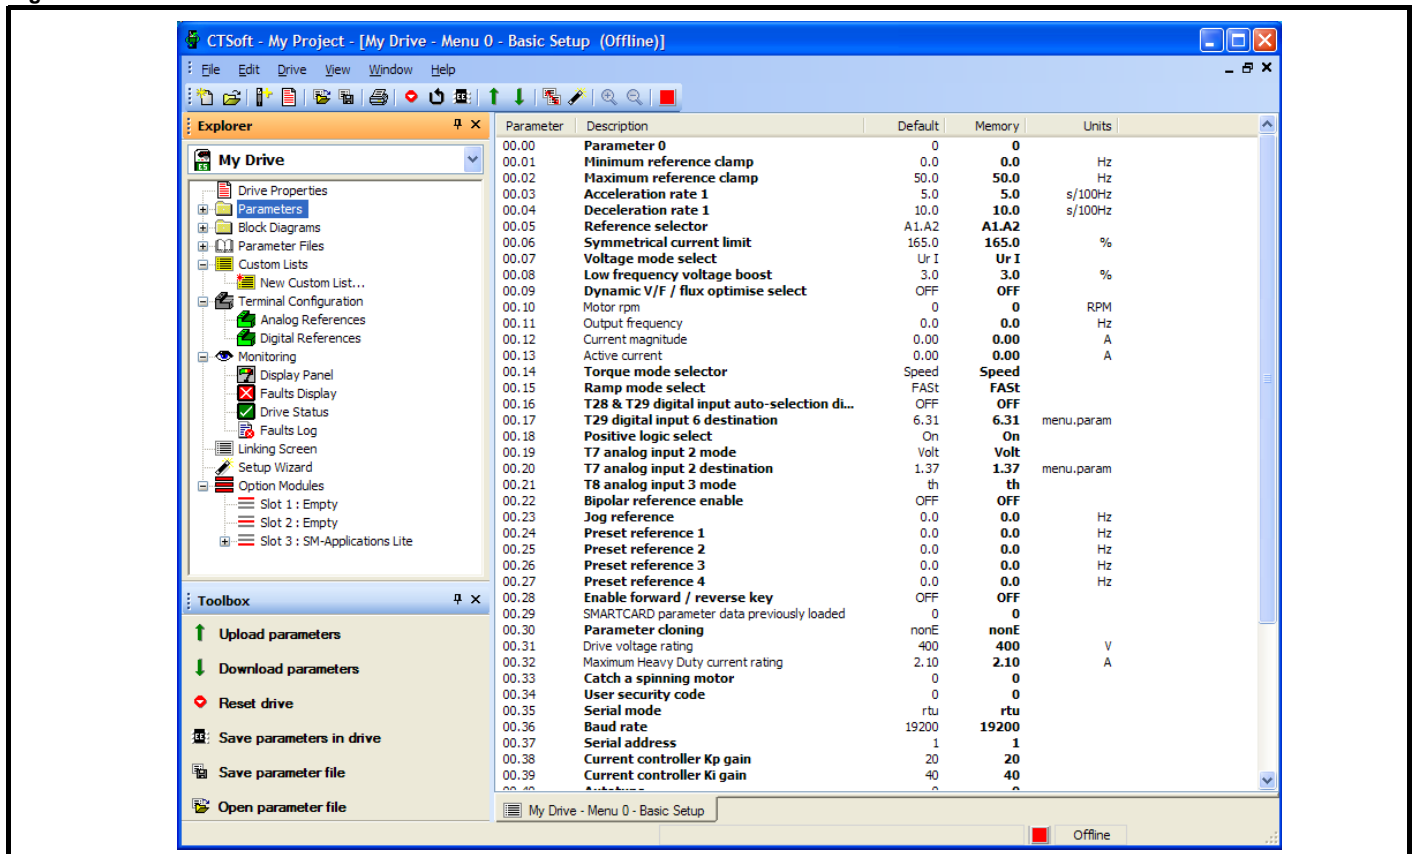 CTSoft - My Project - [My Drive - Menu 0 - Basic Setup (Offline)]
File Edit Drive View Window Help
Explorer
My Drive
Drive Properties
Parameters
Block Diagrams
Parameter Files
Custom Lists
New Custom List...
Terminal Configuration
Analog References
Digital References
Monitoring
Display Panel
Faults Display
Drive Status
Faults Log
Linking Screen
Setup Wizard
Option Modules
Slot 1 : Empty
Slot 2 : Empty
Slot 3 : SM-Applications Lite
Toolbox
Upload parameters
Download parameters
Reset drive
Save parameters in drive
Save parameter file
Open parameter file
Parameter Description Default Memory Units
00.00 Parameter 0 0 0
00.01 Minimum reference clamp 0.0 0.0 Hz
00.02 Maximum reference clamp 50.0 50.0 Hz
00.03 Acceleration rate 1 5.0 5.0 s/100Hz
00.04 Deceleration rate 1 10.0 10.0 s/100Hz
00.05 Reference selector A1.A2 A1.A2
00.06 Symmetrical current limit 165.0 165.0 %
00.07 Voltage mode select Ur I Ur I
00.08 Low frequency voltage boost 3.0 3.0 %
00.09 Dynamic V/F / flux optimise select OFF OFF
00.10 Motor rpm 0 0 RPM
00.11 Output frequency 0.0 0.0 Hz
00.12 Current magnitude 0.00 0.00 A
00.13 Active current 0.00 0.00 A
00.14 Torque mode selector Speed Speed
00.15 Ramp mode select FASt FASt
00.16 T28 & T29 digital input auto-selection di... OFF OFF
00.17 T29 digital input 6 destination 6.31 6.31 menu.param
00.18 Positive logic select On On
00.19 T7 analog input 2 mode Volt Volt
00.20 T7 analog input 2 destination 1.37 1.37 menu.param
00.21 T8 analog input 3 mode th th
00.22 Bipolar reference enable OFF OFF
00.23 Jog reference 0.0 0.0 Hz
00.24 Preset reference 1 0.0 0.0 Hz
00.25 Preset reference 2 0.0 0.0 Hz
00.26 Preset reference 3 0.0 0.0 Hz
00.27 Preset reference 4 0.0 0.0 Hz
00.28 Enable forward / reverse key OFF OFF
00.29 SMARTCARD parameter data previously loaded 0 0
00.30 Parameter cloning nonE nonE
00.31 Drive voltage rating 400 400 V
00.32 Maximum Heavy Duty current rating 2.10 2.10 A
00.33 Catch a spinning motor 0 0
00.34 User security code 0 0
00.35 Serial mode rtu rtu
00.36 Baud rate 19200 19200
00.37 Serial address 1 1
00.38 Current controller Kp gain 20 20
00.39 Current controller Ki gain 40 40
My Drive - Menu 0 - Basic Setup
Offline